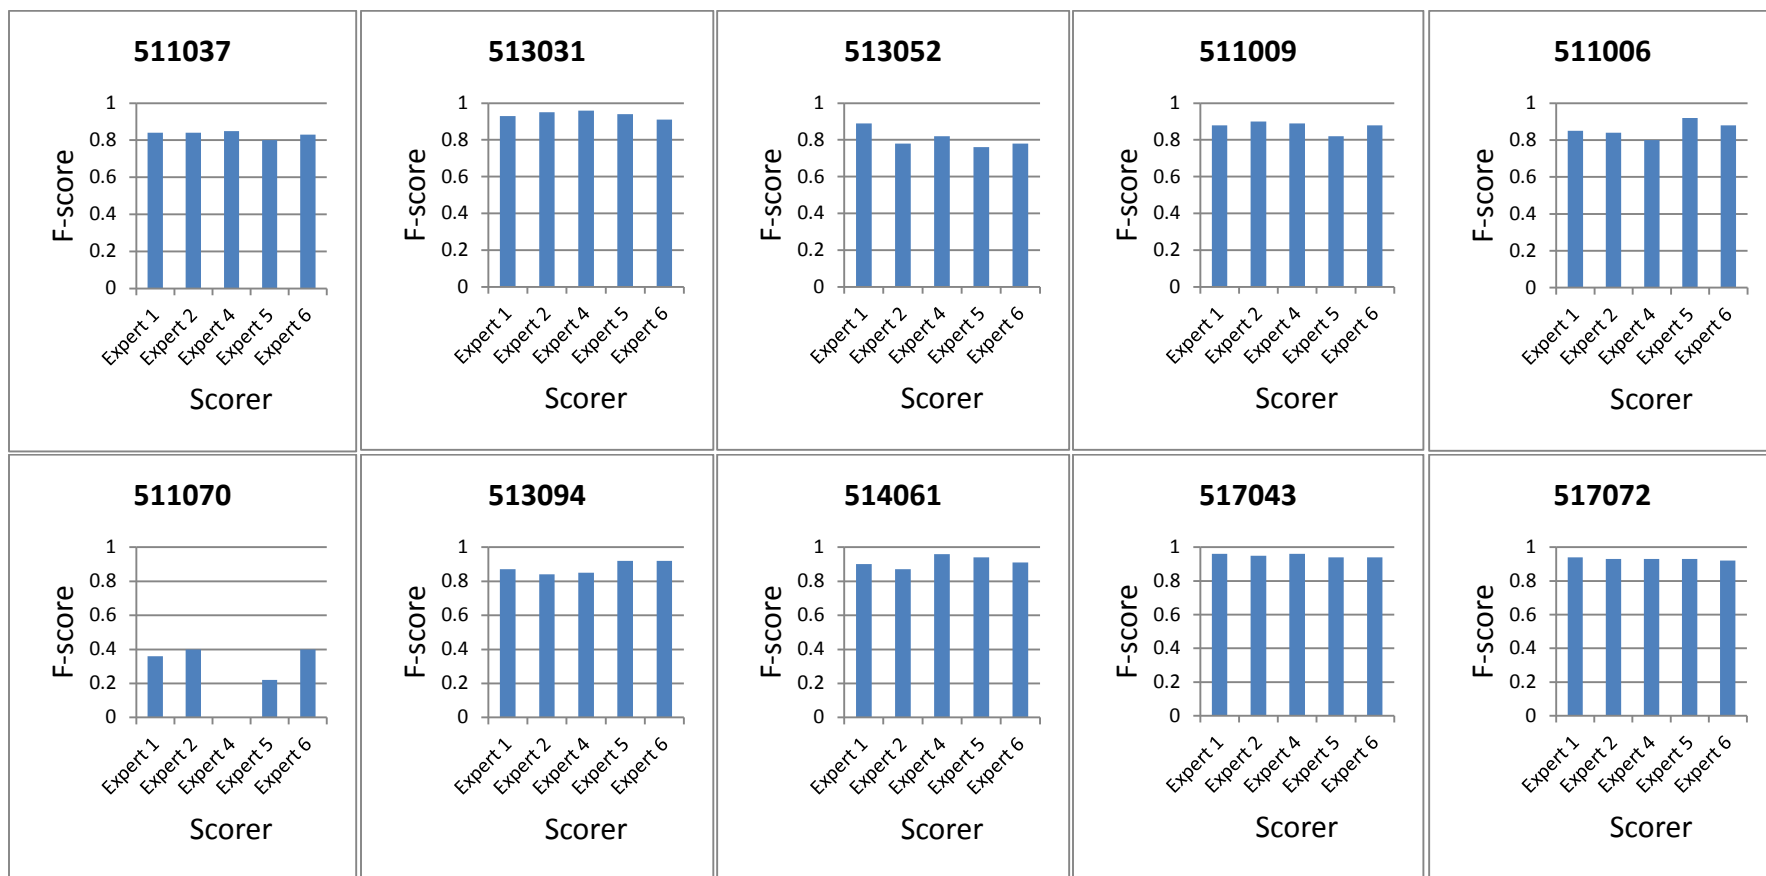 511037
1
0.8
0.6
0.4
0.2
0
F-score
Expert 1
Expert 2
Expert 4
Expert 5
Expert 6
Scorer
513031
1
0.8
0.6
0.4
0.2
0
F-score
Expert 1
Expert 2
Expert 4
Expert 5
Expert 6
Scorer
513052
1
0.8
0.6
0.4
0.2
0
F-score
Expert 1
Expert 2
Expert 4
Expert 5
Expert 6
Scorer
511009
1
0.8
0.6
0.4
0.2
0
F-score
Expert 1
Expert 2
Expert 4
Expert 5
Expert 6
Scorer
511006
1
0.8
0.6
0.4
0.2
0
F-score
Expert 1
Expert 2
Expert 4
Expert 5
Expert 6
Scorer
511070
1
0.8
0.6
0.4
0.2
0
F-score
Expert 1
Expert 2
Expert 4
Expert 5
Expert 6
Scorer
513094
1
0.8
0.6
0.4
0.2
0
F-score
Expert 1
Expert 2
Expert 4
Expert 5
Expert 6
Scorer
514061
1
0.8
0.6
0.4
0.2
0
F-score
Expert 1
Expert 2
Expert 4
Expert 5
Expert 6
Scorer
517043
1
0.8
0.6
0.4
0.2
0
F-score
Expert 1
Expert 2
Expert 4
Expert 5
Expert 6
Scorer
517072
1
0.8
0.6
0.4
0.2
0
F-score
Expert 1
Expert 2
Expert 4
Expert 5
Expert 6
Scorer